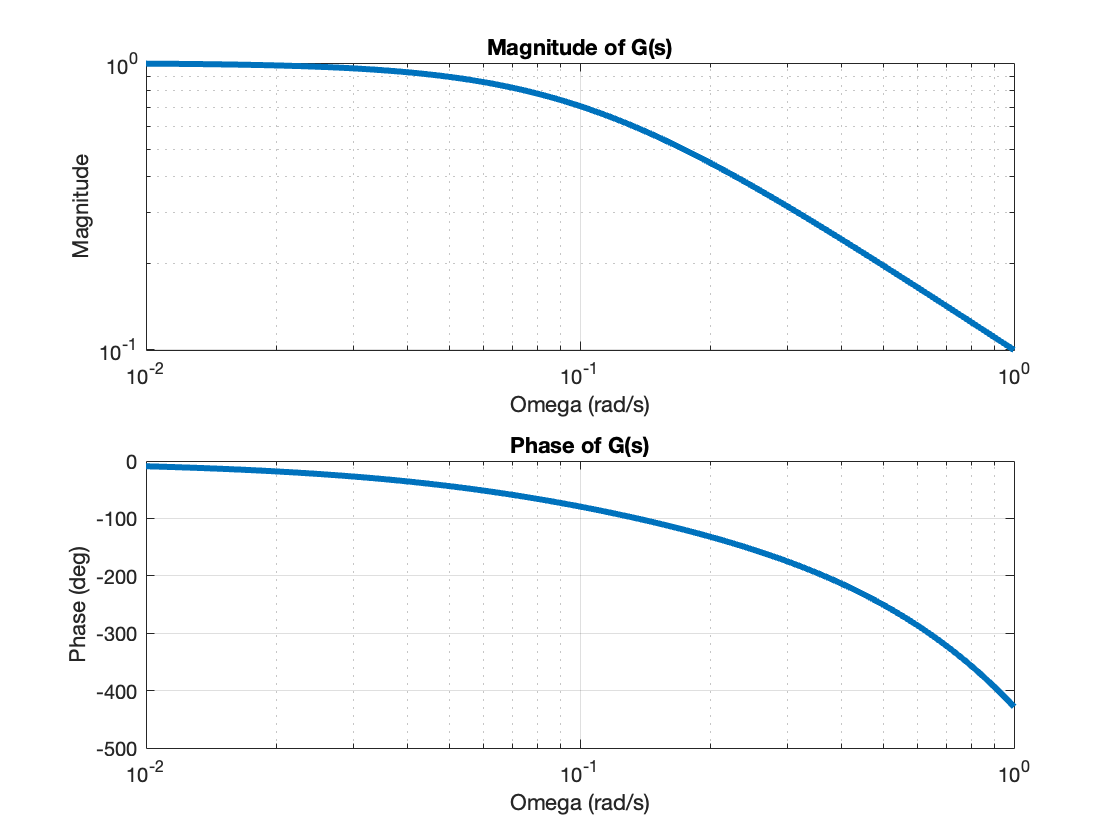 Magnitude of G(s)
10^0
Magnitude
10^-1
10^-2
10^-1
10^0
Omega (rad/s)
Phase of G(s)
0
-100
-200
Phase (deg)
-300
-400
-500
10^-2
10^-1
10^0
Omega (rad/s)